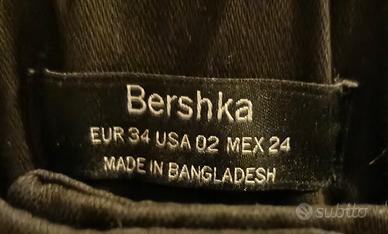 Bershka
EUR 34 USA 02 MEX 24
MADE IN BANGLADESH
subito